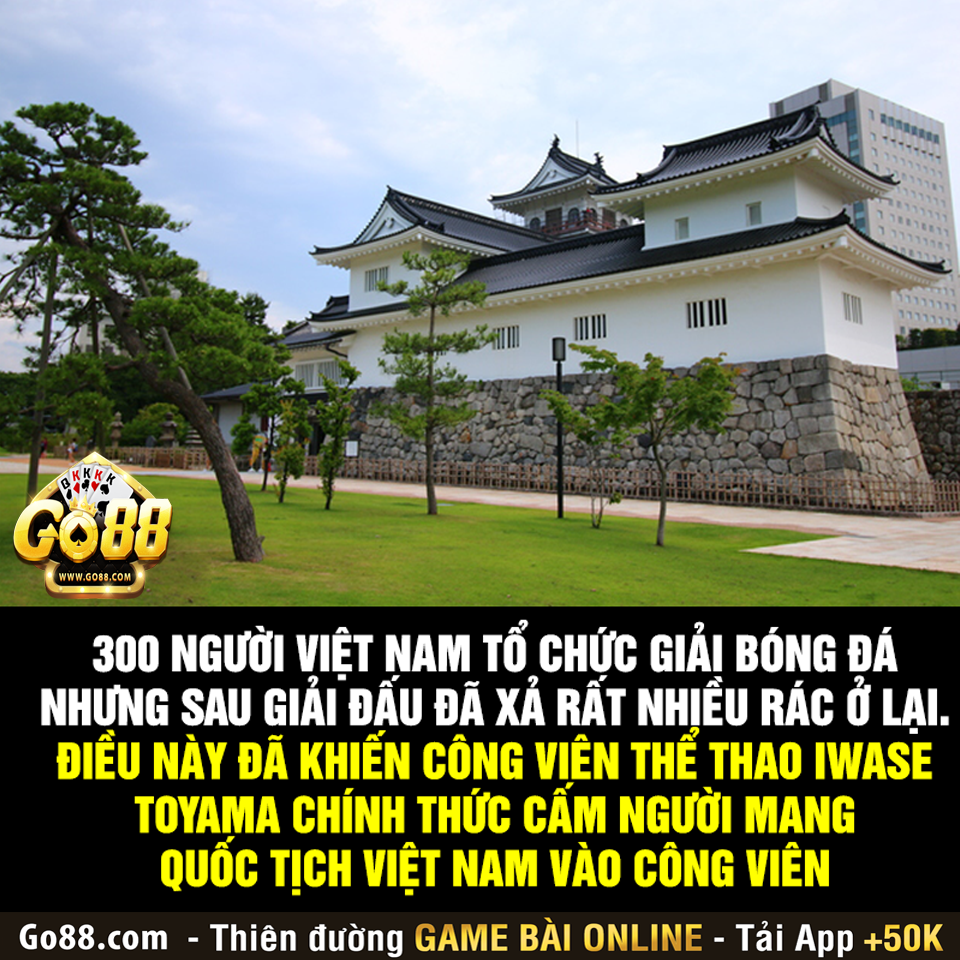 K K K K
GO88
WWW.GO88.COM
300 NGƯỜI VIỆT NAM TỔ CHỨC GIẢI BÓNG ĐÁ
NHƯNG SAU GIẢI ĐẤU ĐÃ XẢ RẤT NHIỀU RÁC Ở LẠI.
ĐIỀU NÀY ĐÃ KHIẾN CÔNG VIÊN THỂ THAO IWASE
TOYAMA CHÍNH THỨC CẤM NGƯỜI MANG
QUỐC TỊCH VIỆT NAM VÀO CÔNG VIÊN
Go88.com - Thiên đường GAME BÀI ONLINE - Tải App +50K